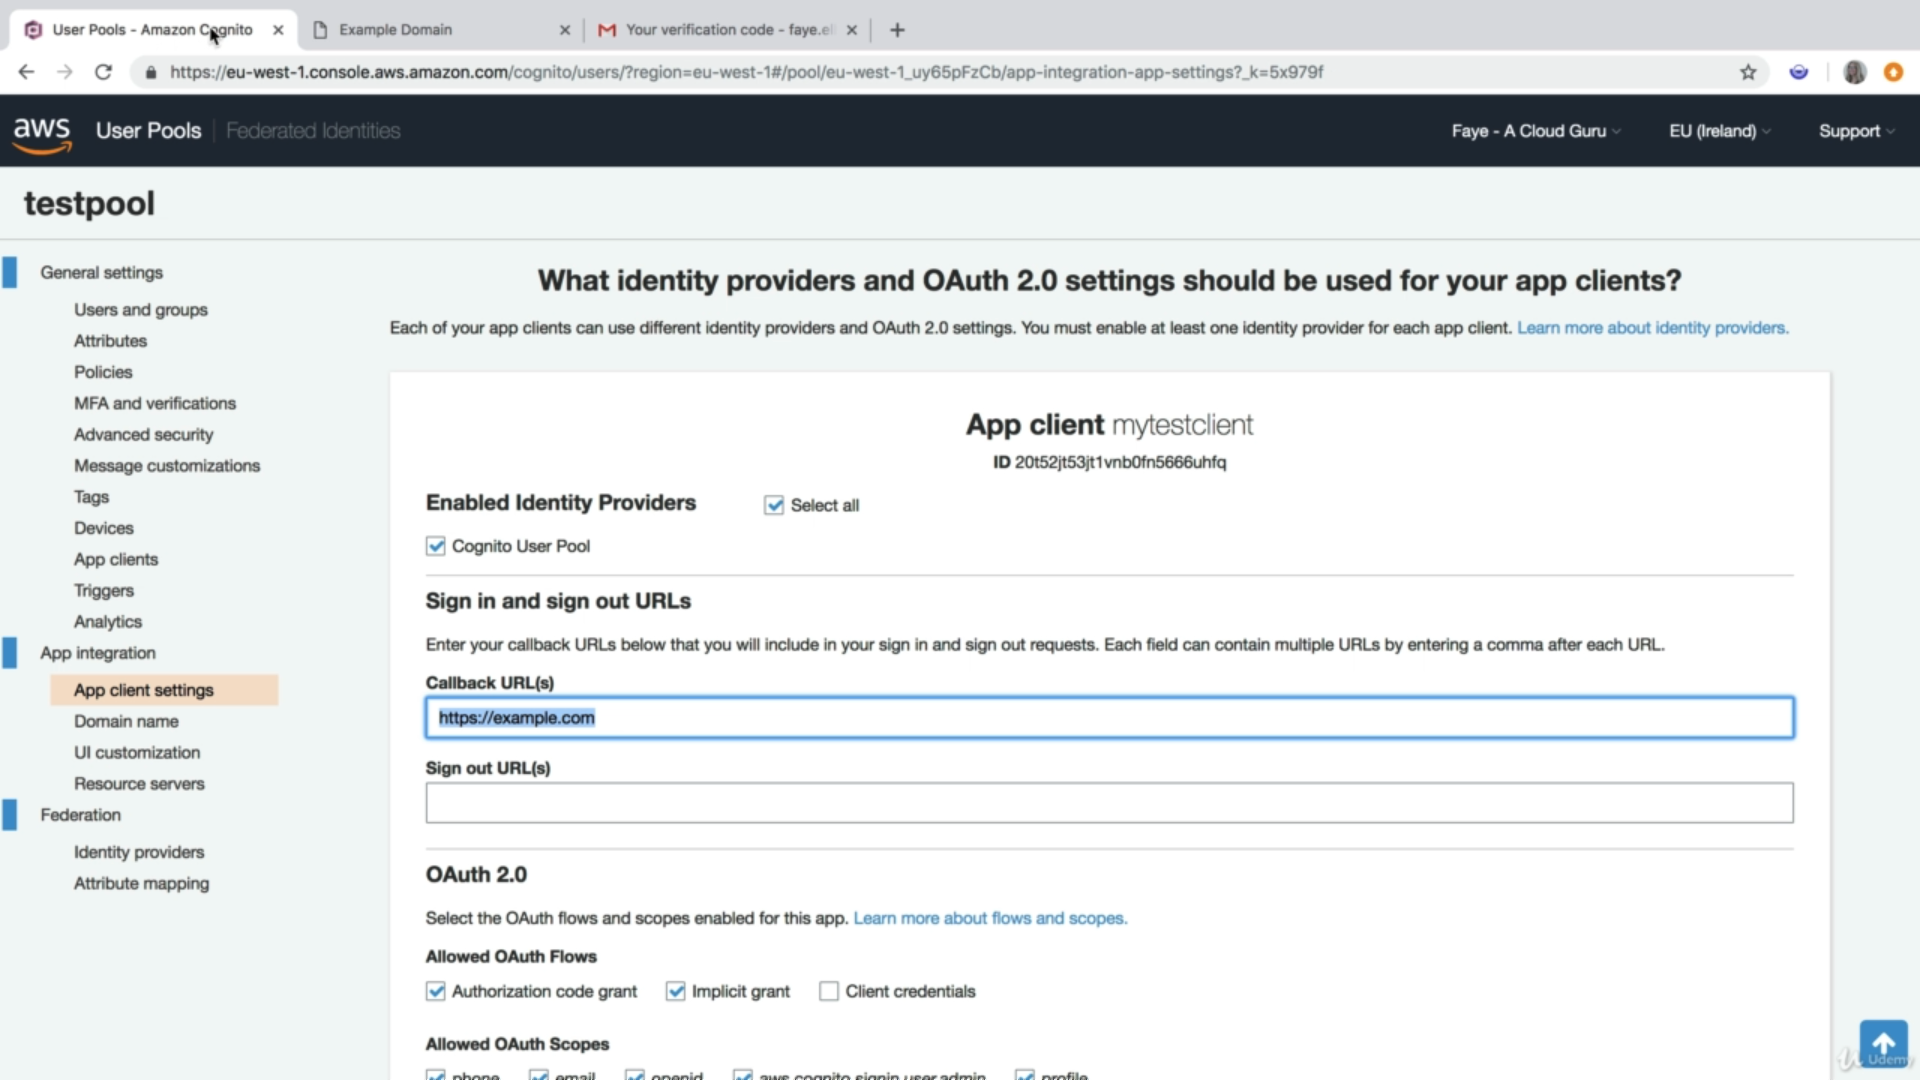 User Pools - Amazon Cognito
Example Domain
Your verification code - faye.el
https://eu-west-1.console.aws.amazon.com/cognito/users/?region=eu-west-1#/pool/eu-west-1_uy65pFzCb/app-integration-app-settings?_k=5x979f
aws User Pools Federated Identities Faye - A Cloud Guru EU (Ireland) Support
testpool
General settings
Users and groups
Attributes
Policies
MFA and verifications
Advanced security
Message customizations
Tags
Devices
App clients
Triggers
Analytics
App integration
App client settings
Domain name
UI customization
Resource servers
Federation
Identity providers
Attribute mapping
What identity providers and OAuth 2.0 settings should be used for your app clients?
Each of your app clients can use different identity providers and OAuth 2.0 settings. You must enable at least one identity provider for each app client. Learn more about identity providers.
App client mytestclient
ID 20t52jt53jt1vnb0fn5666uhfq
Enabled Identity Providers Select all
Cognito User Pool
Sign in and sign out URLs
Enter your callback URLs below that you will include in your sign in and sign out requests. Each field can contain multiple URLs by entering a comma after each URL.
Callback URL(s)
https://example.com
Sign out URL(s)
OAuth 2.0
Select the OAuth flows and scopes enabled for this app. Learn more about flows and scopes.
Allowed OAuth Flows
Authorization code grant Implicit grant Client credentials
Allowed OAuth Scopes
phone email openid aws.cognito.signin.user.admin profile
Udemy